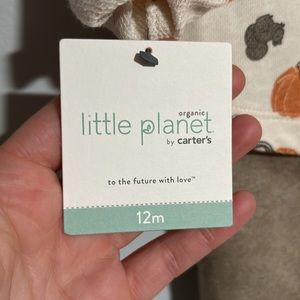 organic
little planet
by carter's
to the future with love™
12m